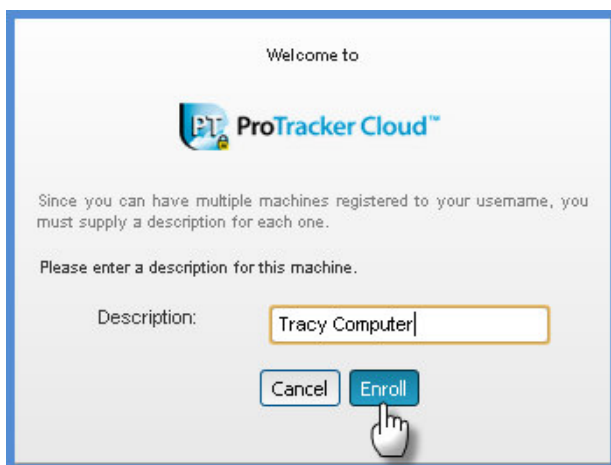 Welcome to
PT ProTracker Cloud™
Since you can have multiple machines registered to your username, you
must supply a description for each one.
Please enter a description for this machine.
Description: Tracy Computer
Cancel Enroll